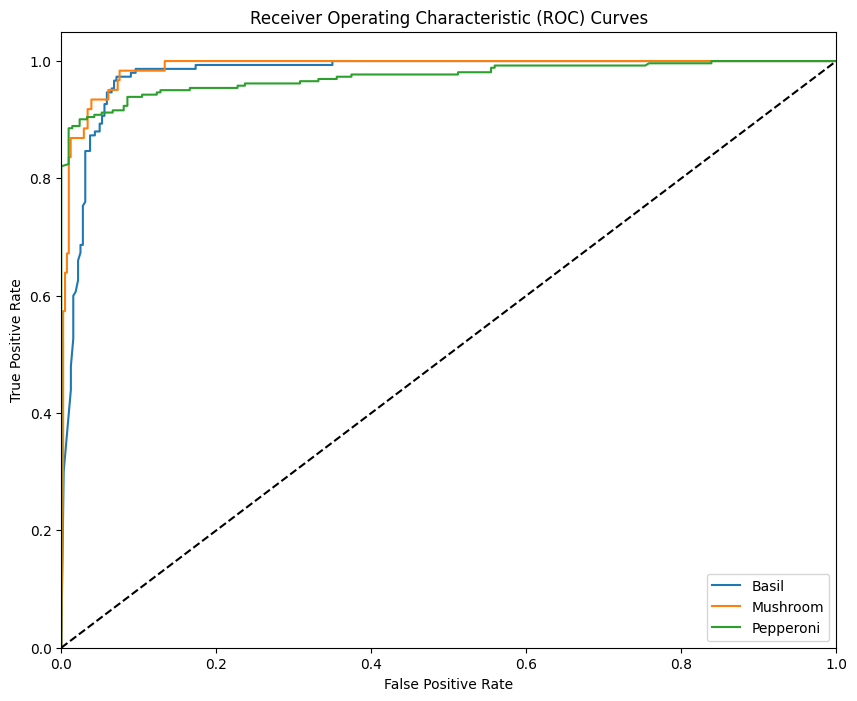 Receiver Operating Characteristic (ROC) Curves
True Positive Rate
1.0
0.8
0.6
0.4
0.2
0.0
0.0 0.2 0.4 0.6 0.8 1.0
False Positive Rate
Basil
Mushroom
Pepperoni